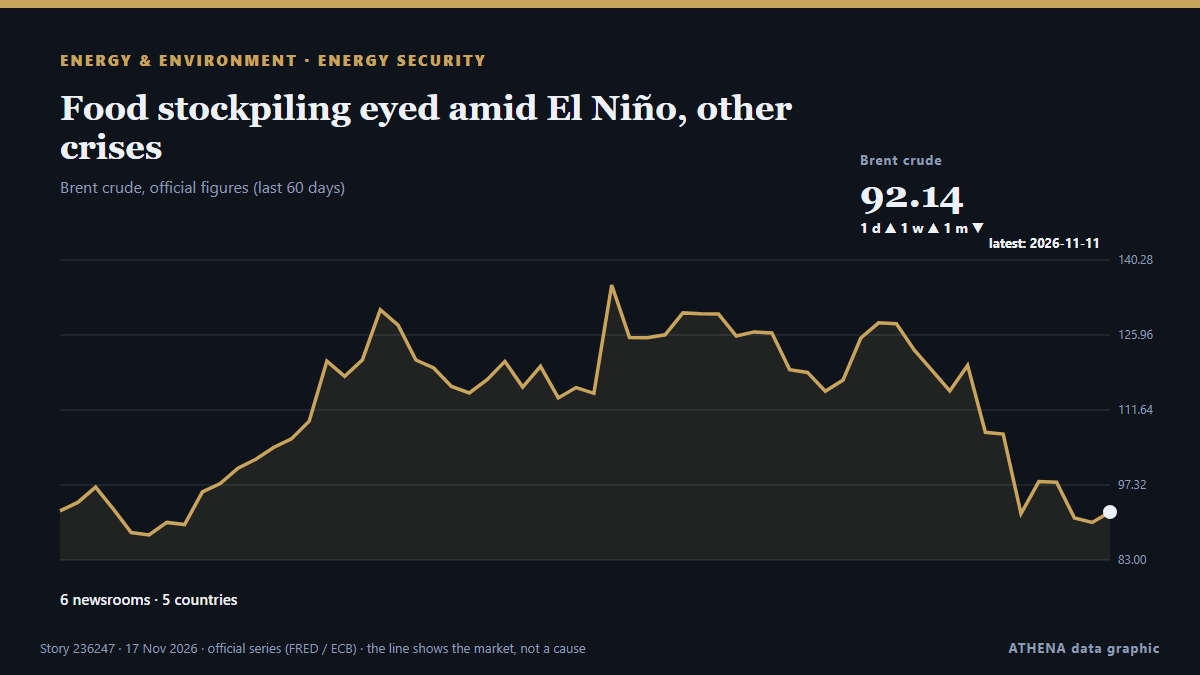 ENERGY & ENVIRONMENT · ENERGY SECURITY
Food stockpiling eyed amid El Niño, other
crises
Brent crude, official figures (last 60 days)
Brent crude
92.14
1 d ▲ 1 w ▲ 1 m ▼
latest: 2026-11-11
140.28
125.96
111.64
97.32
83.00
6 newsrooms · 5 countries
Story 236247 · 17 Nov 2026 · official series (FRED / ECB) · the line shows the market, not a cause
ATHENA data graphic